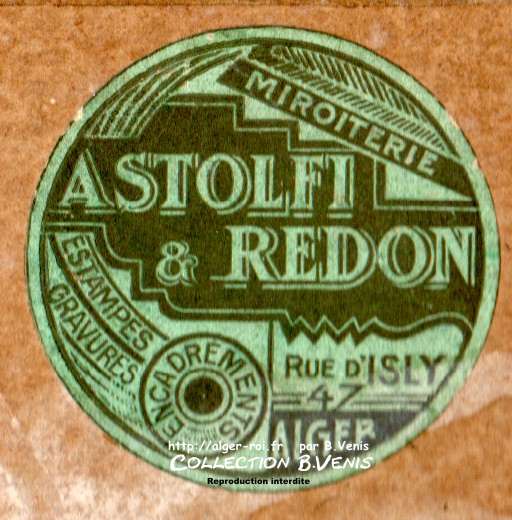 MIROITERIE
ASTOLFI
& REDON
ESTAMPES
GRAVURES
ENCADREMENTS
RUE D'ISLY
47
ALGER
http://alger-roi.fr par B.Venis
COLLECTION B.VENIS
Reproduction interdite